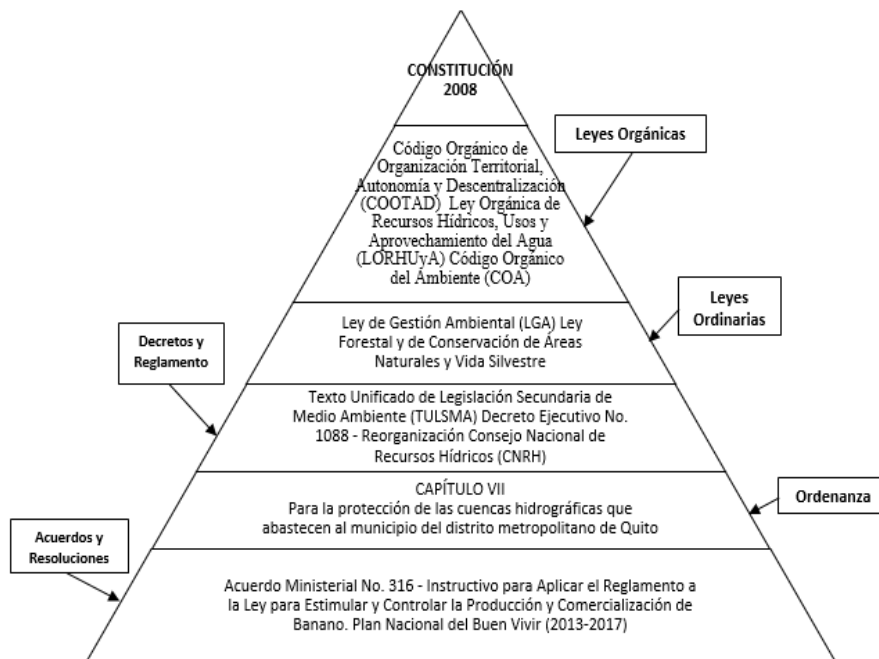 CONSTITUCIÓN
2008
Leyes Orgánicas
Código Orgánico de
Organización Territorial,
Autonomía y Descentralización
(COOTAD) Ley Orgánica de
Recursos Hídricos, Usos y
Aprovechamiento del Agua
(LORHUyA) Código Orgánico
del Ambiente (COA)
Leyes
Ordinarias
Ley de Gestión Ambiental (LGA) Ley
Forestal y de Conservación de Áreas
Naturales y Vida Silvestre
Decretos y
Reglamento
Texto Unificado de Legislación Secundaria de
Medio Ambiente (TULSMA) Decreto Ejecutivo No.
1088 - Reorganización Consejo Nacional de
Recursos Hídricos (CNRH)
Ordenanza
CAPÍTULO VII
Para la protección de las cuencas hidrográficas que
abastecen al municipio del distrito metropolitano de Quito
Acuerdos y
Resoluciones
Acuerdo Ministerial No. 316 - Instructivo para Aplicar el Reglamento a
la Ley para Estimular y Controlar la Producción y Comercialización de
Banano. Plan Nacional del Buen Vivir (2013-2017)